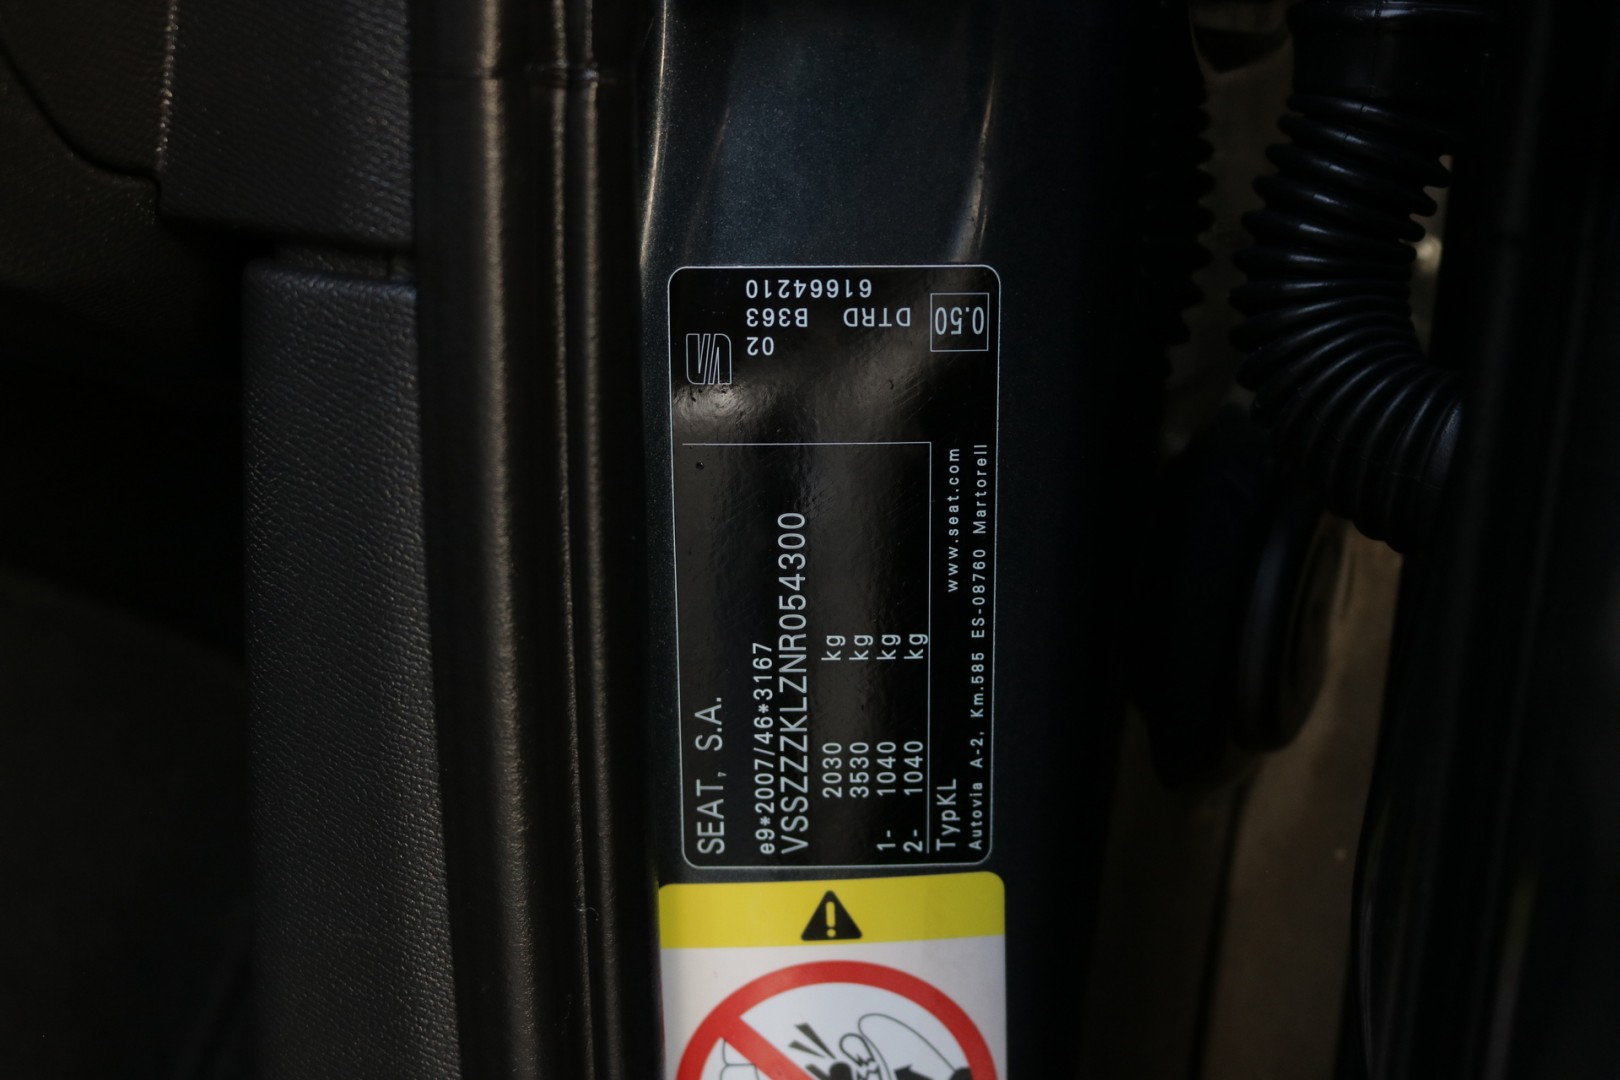 SEAT, S.A.
e9*2007/46*3167
VSSZZZKLZNR054300
2030 kg
3530 kg
1- 1040 kg
2- 1040 kg
TypKL
www.seat.com
Autovia A-2, Km.585 ES-08760 Martorell
02
B363 DTRD
61664210
0.50